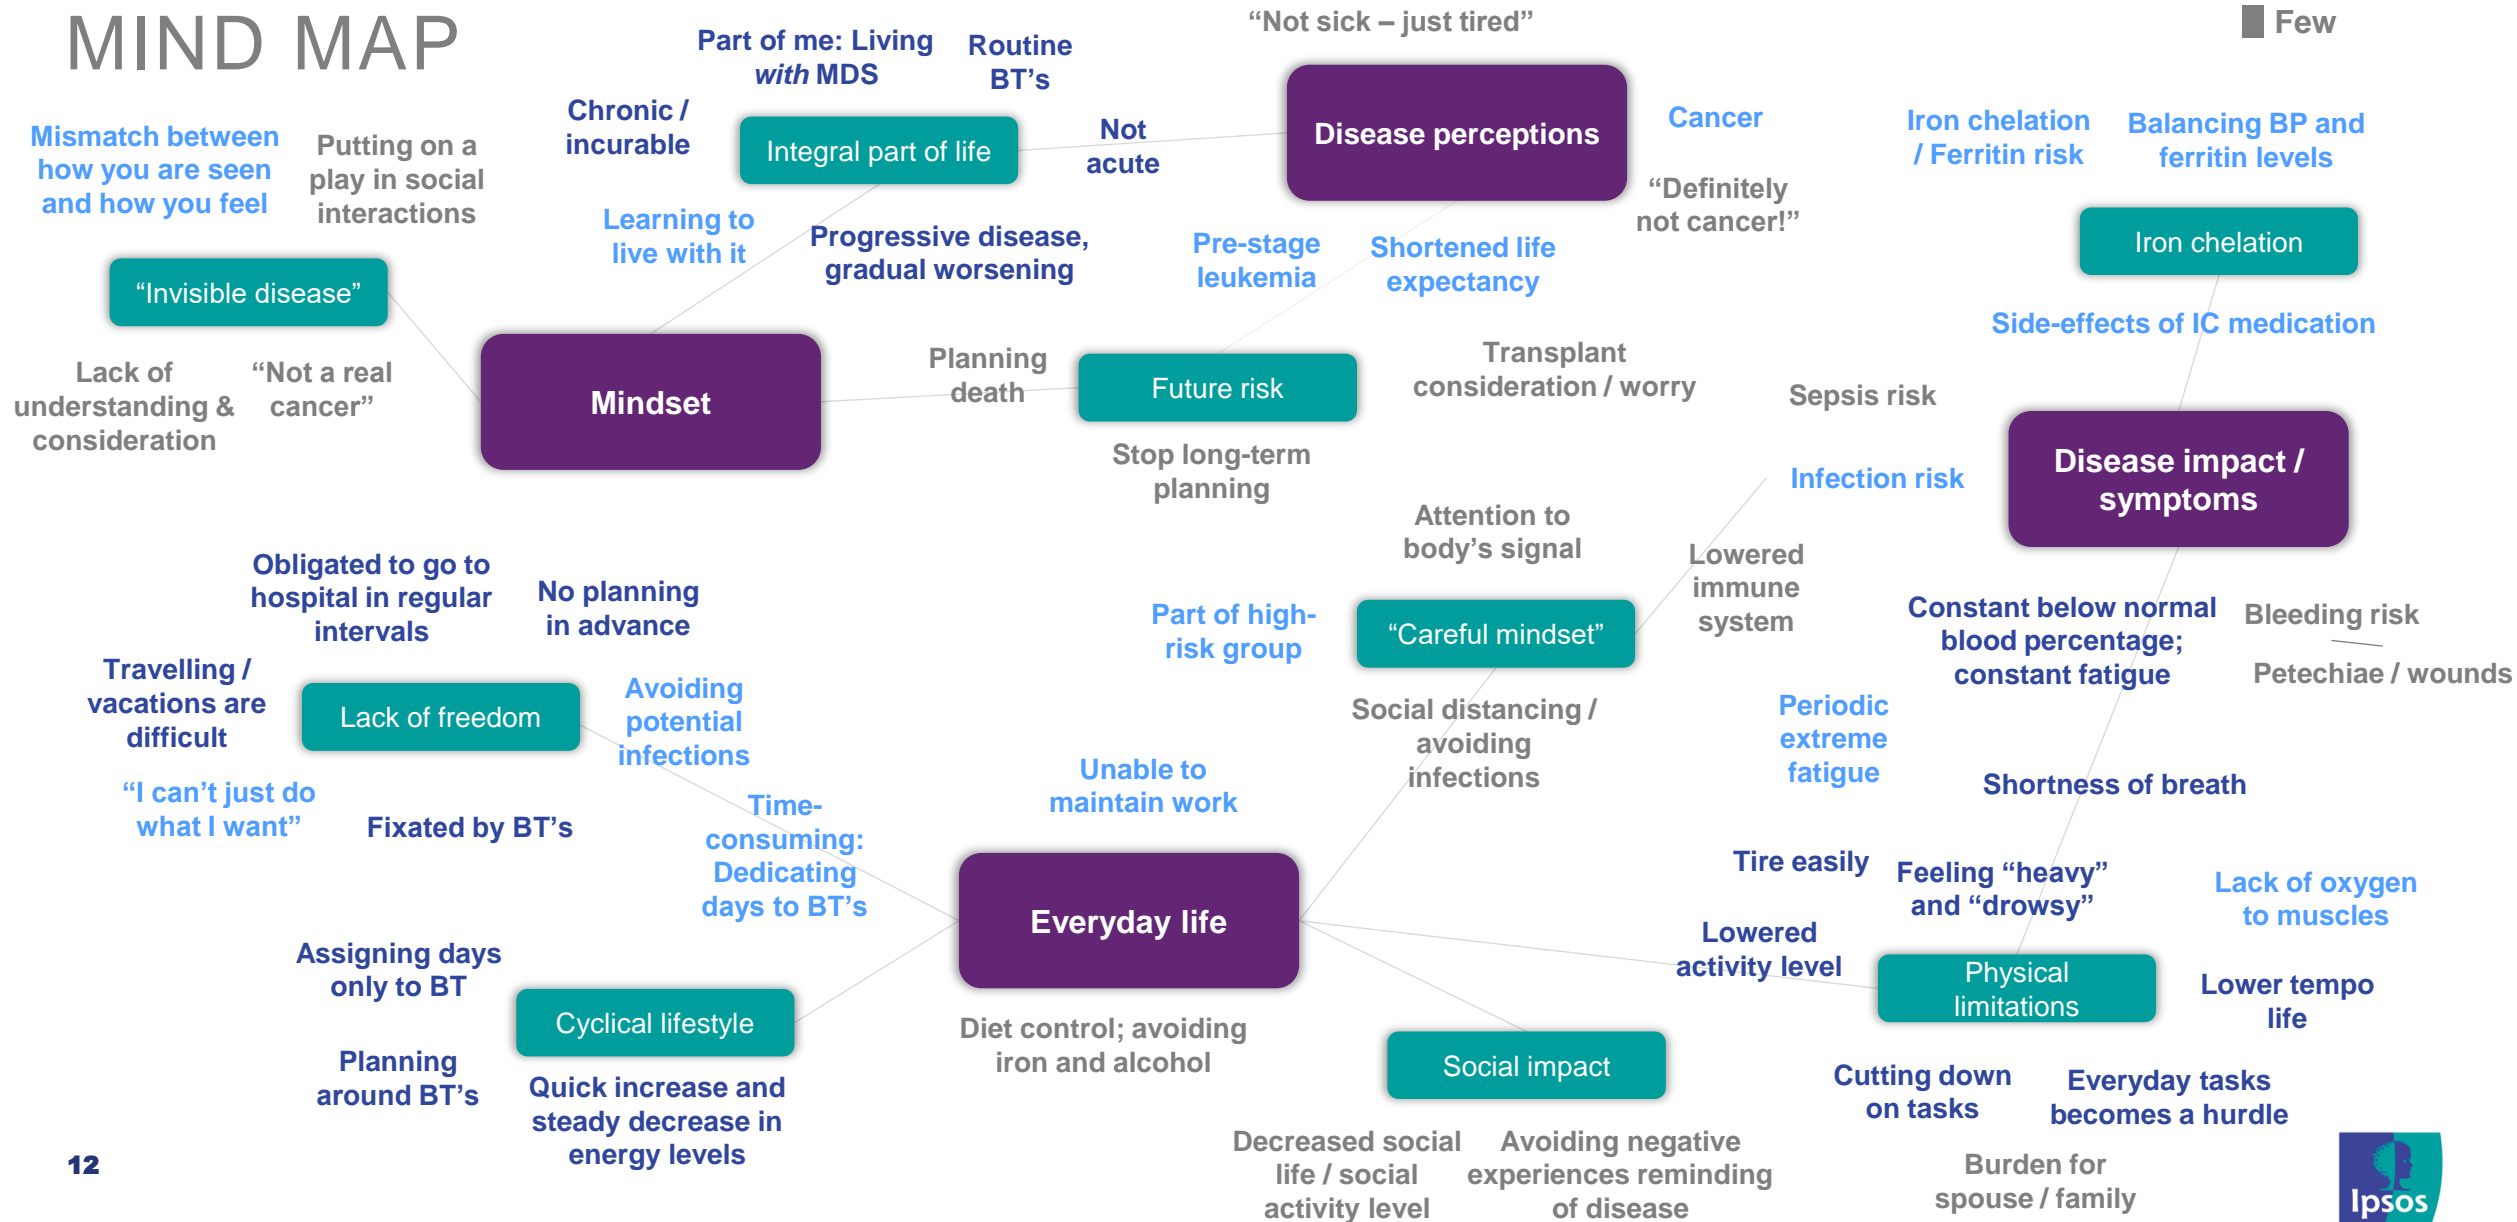 MIND MAP
“Not sick – just tired”
Few
Part of me: Living
with MDS
Routine
BT’s
Chronic /
incurable
Integral part of life
Not
acute
Disease perceptions
Cancer
“Definitely
not cancer!”
Iron chelation
/ Ferritin risk
Balancing BP and
ferritin levels
Mismatch between
how you are seen
and how you feel
Putting on a
play in social
interactions
Learning to
live with it
Progressive disease,
gradual worsening
Pre-stage
leukemia
Shortened life
expectancy
Iron chelation
“Invisible disease”
Side-effects of IC medication
Lack of
understanding &
consideration
“Not a real
cancer”
Mindset
Planning
death
Future risk
Transplant
consideration / worry
Sepsis risk
Stop long-term
planning
Infection risk
Disease impact /
symptoms
Attention to
body’s signal
Lowered
immune
system
Obligated to go to
hospital in regular
intervals
No planning
in advance
Part of high-
risk group
“Careful mindset”
Constant below normal
blood percentage;
constant fatigue
Bleeding risk
Petechiae / wounds
Travelling /
vacations are
difficult
Lack of freedom
Avoiding
potential
infections
Social distancing /
avoiding
infections
Periodic
extreme
fatigue
“I can’t just do
what I want”
Fixated by BT’s
Time-
consuming:
Dedicating
days to BT’s
Unable to
maintain work
Shortness of breath
Everyday life
Tire easily
Feeling “heavy”
and “drowsy”
Lack of oxygen
to muscles
Assigning days
only to BT
Lowered
activity level
Cyclical lifestyle
Physical
limitations
Lower tempo
life
Planning
around BT’s
Quick increase and
steady decrease in
energy levels
Diet control; avoiding
iron and alcohol
Social impact
Cutting down
on tasks
Everyday tasks
becomes a hurdle
Decreased social
life / social
activity level
Avoiding negative
experiences reminding
of disease
Burden for
spouse / family
12
Ipsos